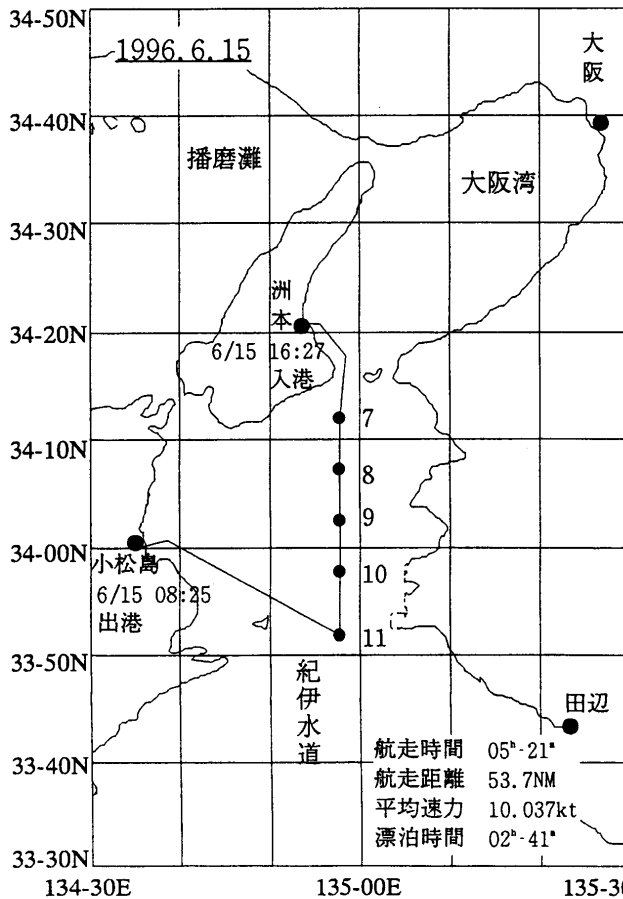 34-50N
1996.6.15
大阪
34-40N
播磨灘
大阪湾
34-30N
洲本
34-20N
6/15 16:27
入港
7
34-10N
8
9
34-00N
小松島
10
6/15 08:25
出港
11
33-50N
紀伊水道
田辺
33-40N
航走時間 05ʰ-21ᵐ
航走距離 53.7NM
平均速力 10.037kt
漂泊時間 02ʰ-41ᵐ
33-30N
134-30E
135-00E
135-30